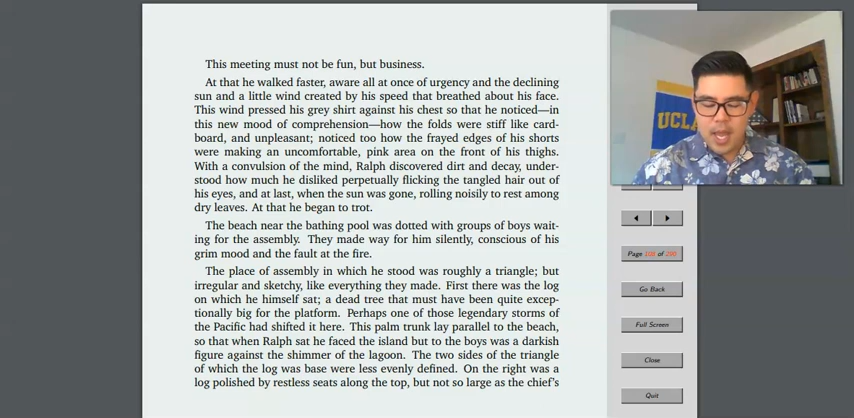 This meeting must not be fun, but business.
At that he walked faster, aware all at once of urgency and the declining
sun and a little wind created by his speed that breathed about his face.
This wind pressed his grey shirt against his chest so that he noticed—in
this new mood of comprehension—how the folds were stiff like card-
board, and unpleasant; noticed too how the frayed edges of his shorts
were making an uncomfortable, pink area on the front of his thighs.
With a convulsion of the mind, Ralph discovered dirt and decay, under-
stood how much he disliked perpetually flicking the tangled hair out of
his eyes, and at last, when the sun was gone, rolling noisily to rest among
dry leaves. At that he began to trot.
The beach near the bathing pool was dotted with groups of boys wait-
ing for the assembly. They made way for him silently, conscious of his
grim mood and the fault at the fire.
The place of assembly in which he stood was roughly a triangle; but
irregular and sketchy, like everything they made. First there was the log
on which he himself sat; a dead tree that must have been quite excep-
tionally big for the platform. Perhaps one of those legendary storms of
the Pacific had shifted it here. This palm trunk lay parallel to the beach,
so that when Ralph sat he faced the island but to the boys was a darkish
figure against the shimmer of the lagoon. The two sides of the triangle
of which the log was base were less evenly defined. On the right was a
log polished by restless seats along the top, but not so large as the chief's
UCLA
Page 108 of 290
Go Back
Full Screen
Close
Quit